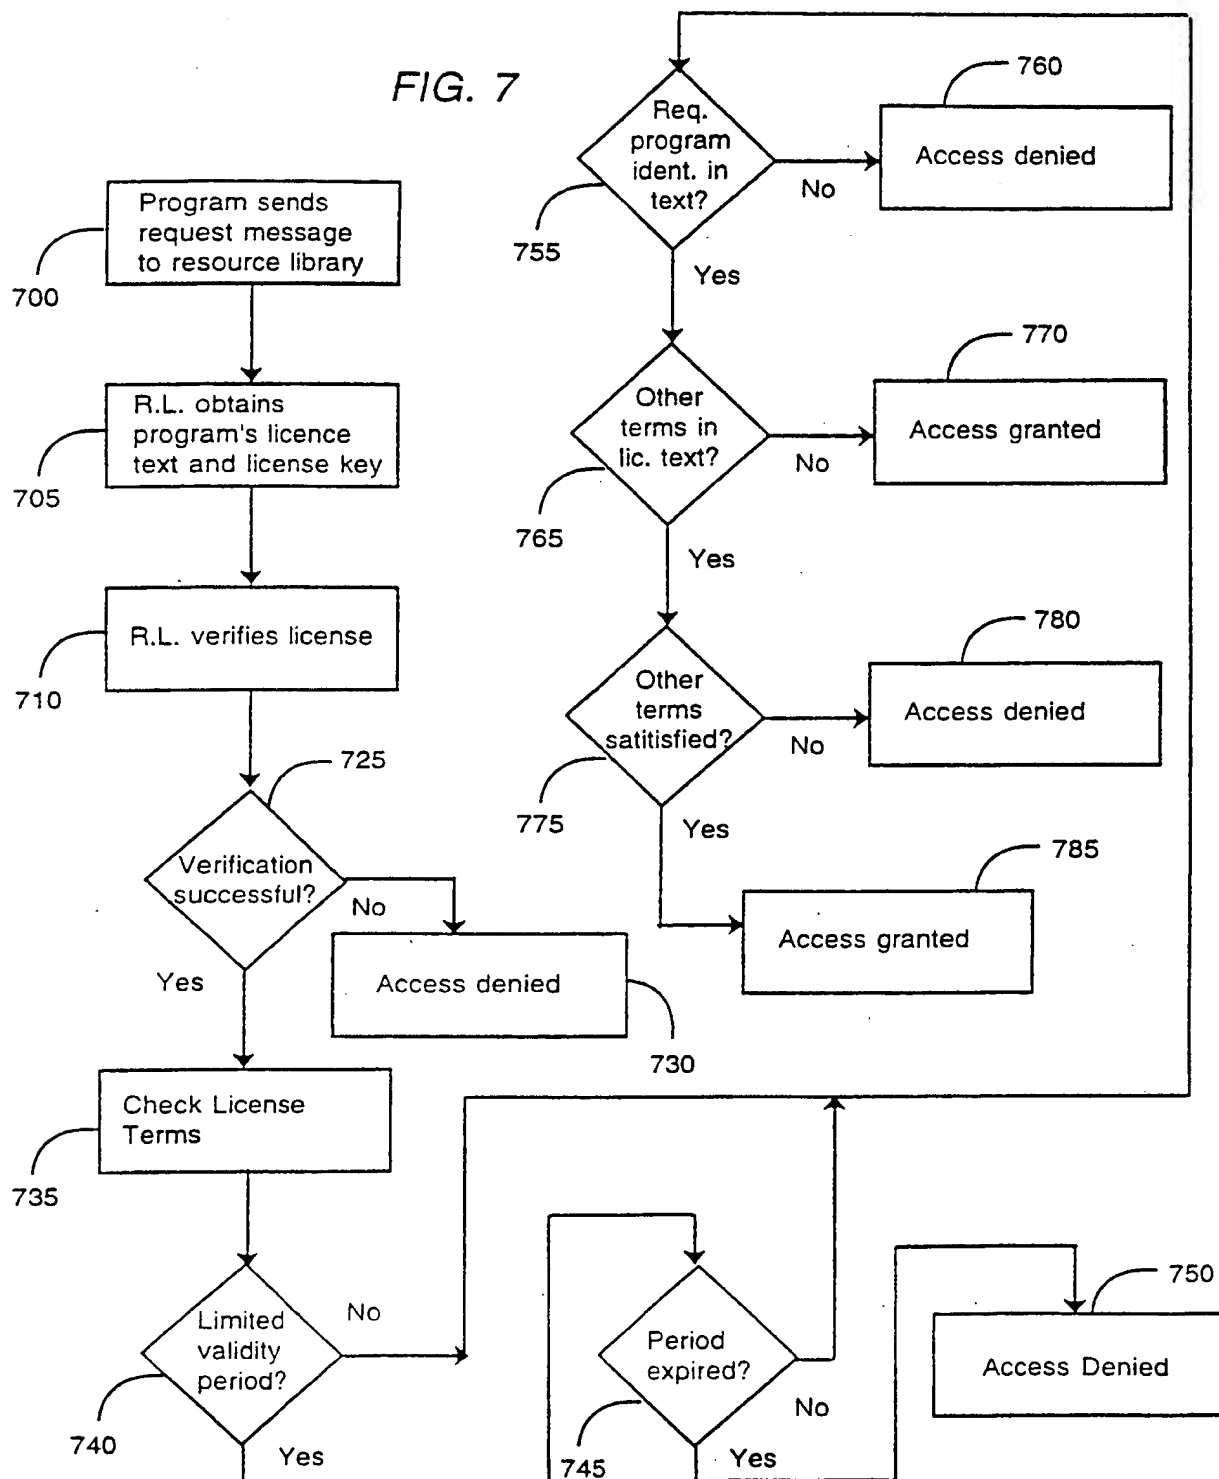 FIG. 7
Program sends
request message
to resource library
700
R.L. obtains
program's licence
text and license key
705
R.L. verifies license
710
725
Verification
successful?
No
Yes
Access denied
730
Check License
Terms
735
Limited
validity
period?
No
740
Yes
Period
expired?
No
745
Yes
750
Access Denied
Req.
program
ident. in
text?
755
No
Yes
760
Access denied
Other
terms in
lic. text?
765
No
Yes
770
Access granted
Other
terms
satitisfied?
775
No
Yes
780
Access denied
785
Access granted